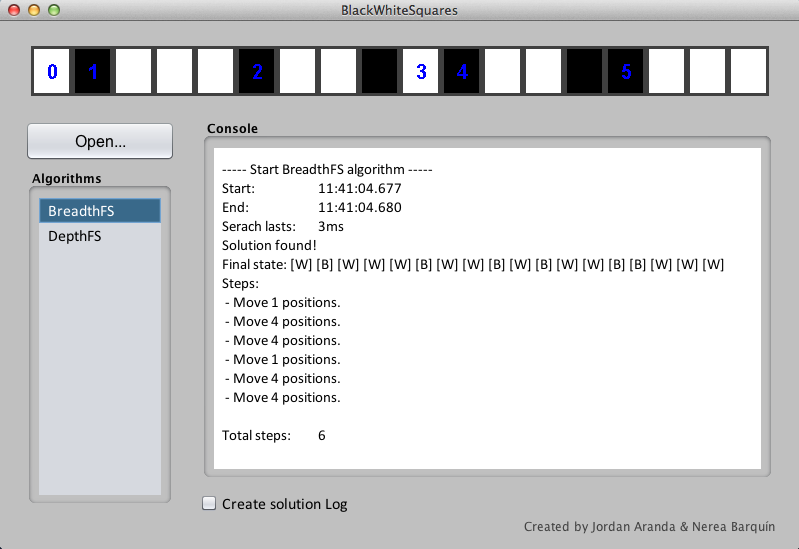 BlackWhiteSquares
0 1 2 3 4 5
Open...
Algorithms
BreadthFS
DepthFS
Console
----- Start BreadthFS algorithm -----
Start: 11:41:04.677
End: 11:41:04.680
Serach lasts: 3ms
Solution found!
Final state: [W] [B] [W] [W] [W] [B] [W] [W] [B] [W] [B] [W] [W] [B] [B] [W] [W] [W]
Steps:
- Move 1 positions.
- Move 4 positions.
- Move 4 positions.
- Move 1 positions.
- Move 4 positions.
- Move 4 positions.
Total steps: 6
Create solution Log
Created by Jordan Aranda & Nerea Barquín